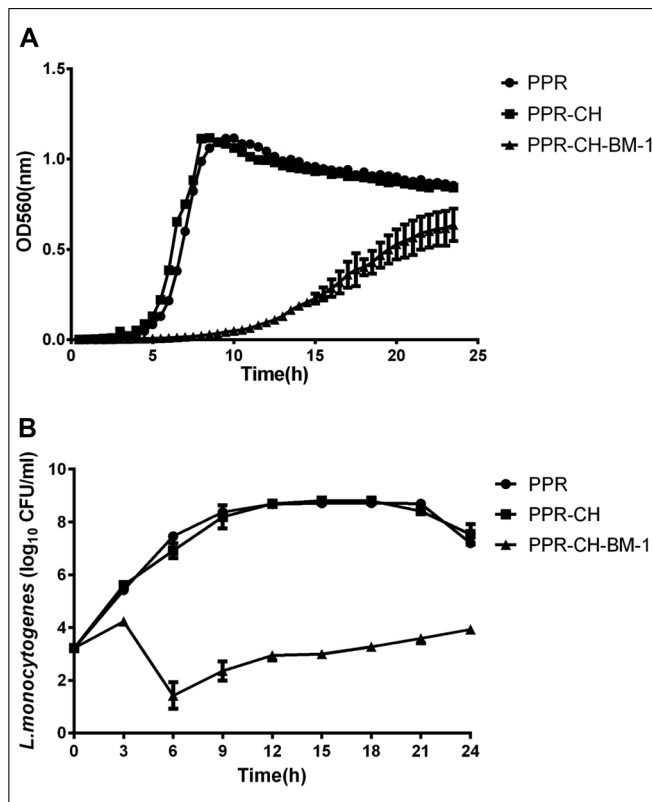 A
1.5
1.0
0.5
0.0
OD560(nm)
0 5 10 15 20 25
Time(h)
PPR
PPR-CH
PPR-CH-BM-1
B
10
8
6
4
2
0
L.monocytogenes (log10 CFU/ml)
0 3 6 9 12 15 18 21 24
Time(h)
PPR
PPR-CH
PPR-CH-BM-1